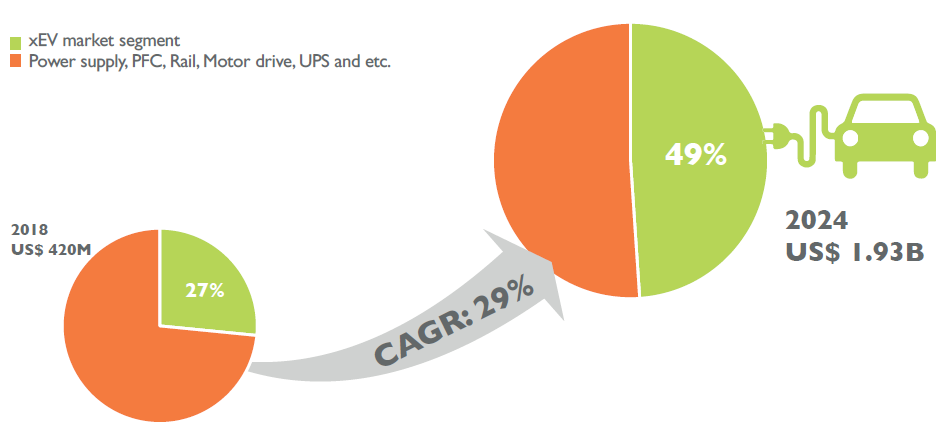 xEV market segment
Power supply, PFC, Rail, Motor drive, UPS and etc.
49%
2024
US$ 1.93B
2018
US$ 420M
27%
CAGR: 29%